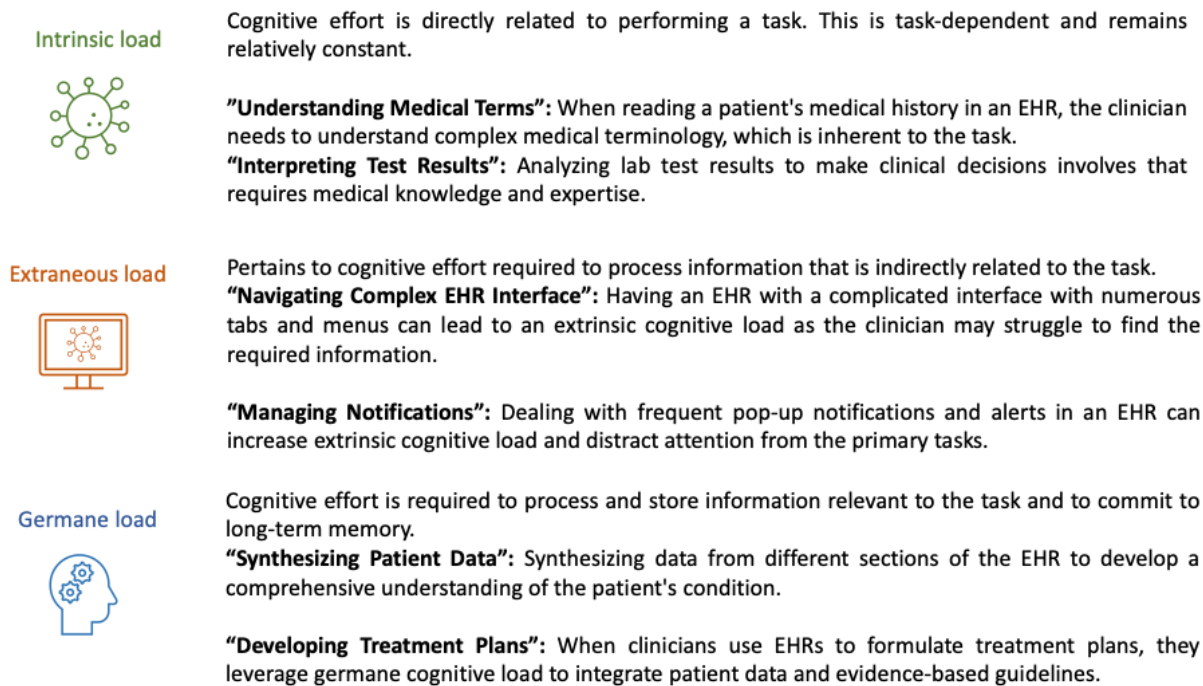 Intrinsic load
Cognitive effort is directly related to performing a task. This is task-dependent and remains
relatively constant.
”Understanding Medical Terms”: When reading a patient's medical history in an EHR, the clinician
needs to understand complex medical terminology, which is inherent to the task.
“Interpreting Test Results”: Analyzing lab test results to make clinical decisions involves that
requires medical knowledge and expertise.
Extraneous load
Pertains to cognitive effort required to process information that is indirectly related to the task.
“Navigating Complex EHR Interface”: Having an EHR with a complicated interface with numerous
tabs and menus can lead to an extrinsic cognitive load as the clinician may struggle to find the
required information.
“Managing Notifications”: Dealing with frequent pop-up notifications and alerts in an EHR can
increase extrinsic cognitive load and distract attention from the primary tasks.
Germane load
Cognitive effort is required to process and store information relevant to the task and to commit to
long-term memory.
“Synthesizing Patient Data”: Synthesizing data from different sections of the EHR to develop a
comprehensive understanding of the patient's condition.
“Developing Treatment Plans”: When clinicians use EHRs to formulate treatment plans, they
leverage germane cognitive load to integrate patient data and evidence-based guidelines.